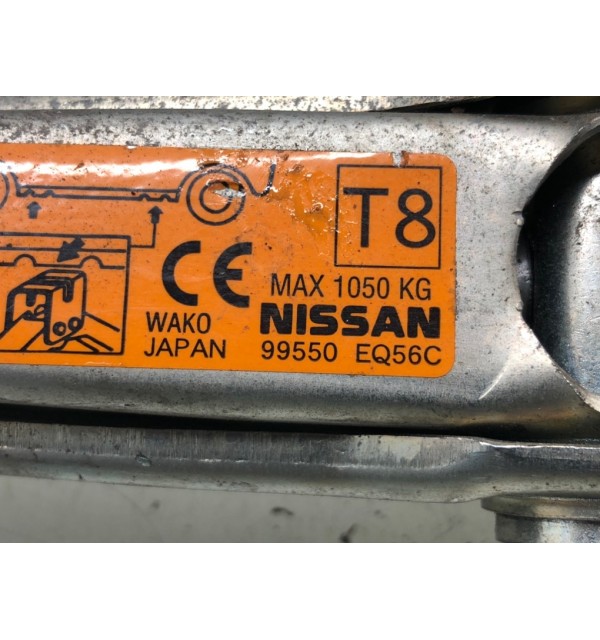 T8
CE
MAX 1050 KG
WAKO NISSAN
JAPAN 99550 EQ56C